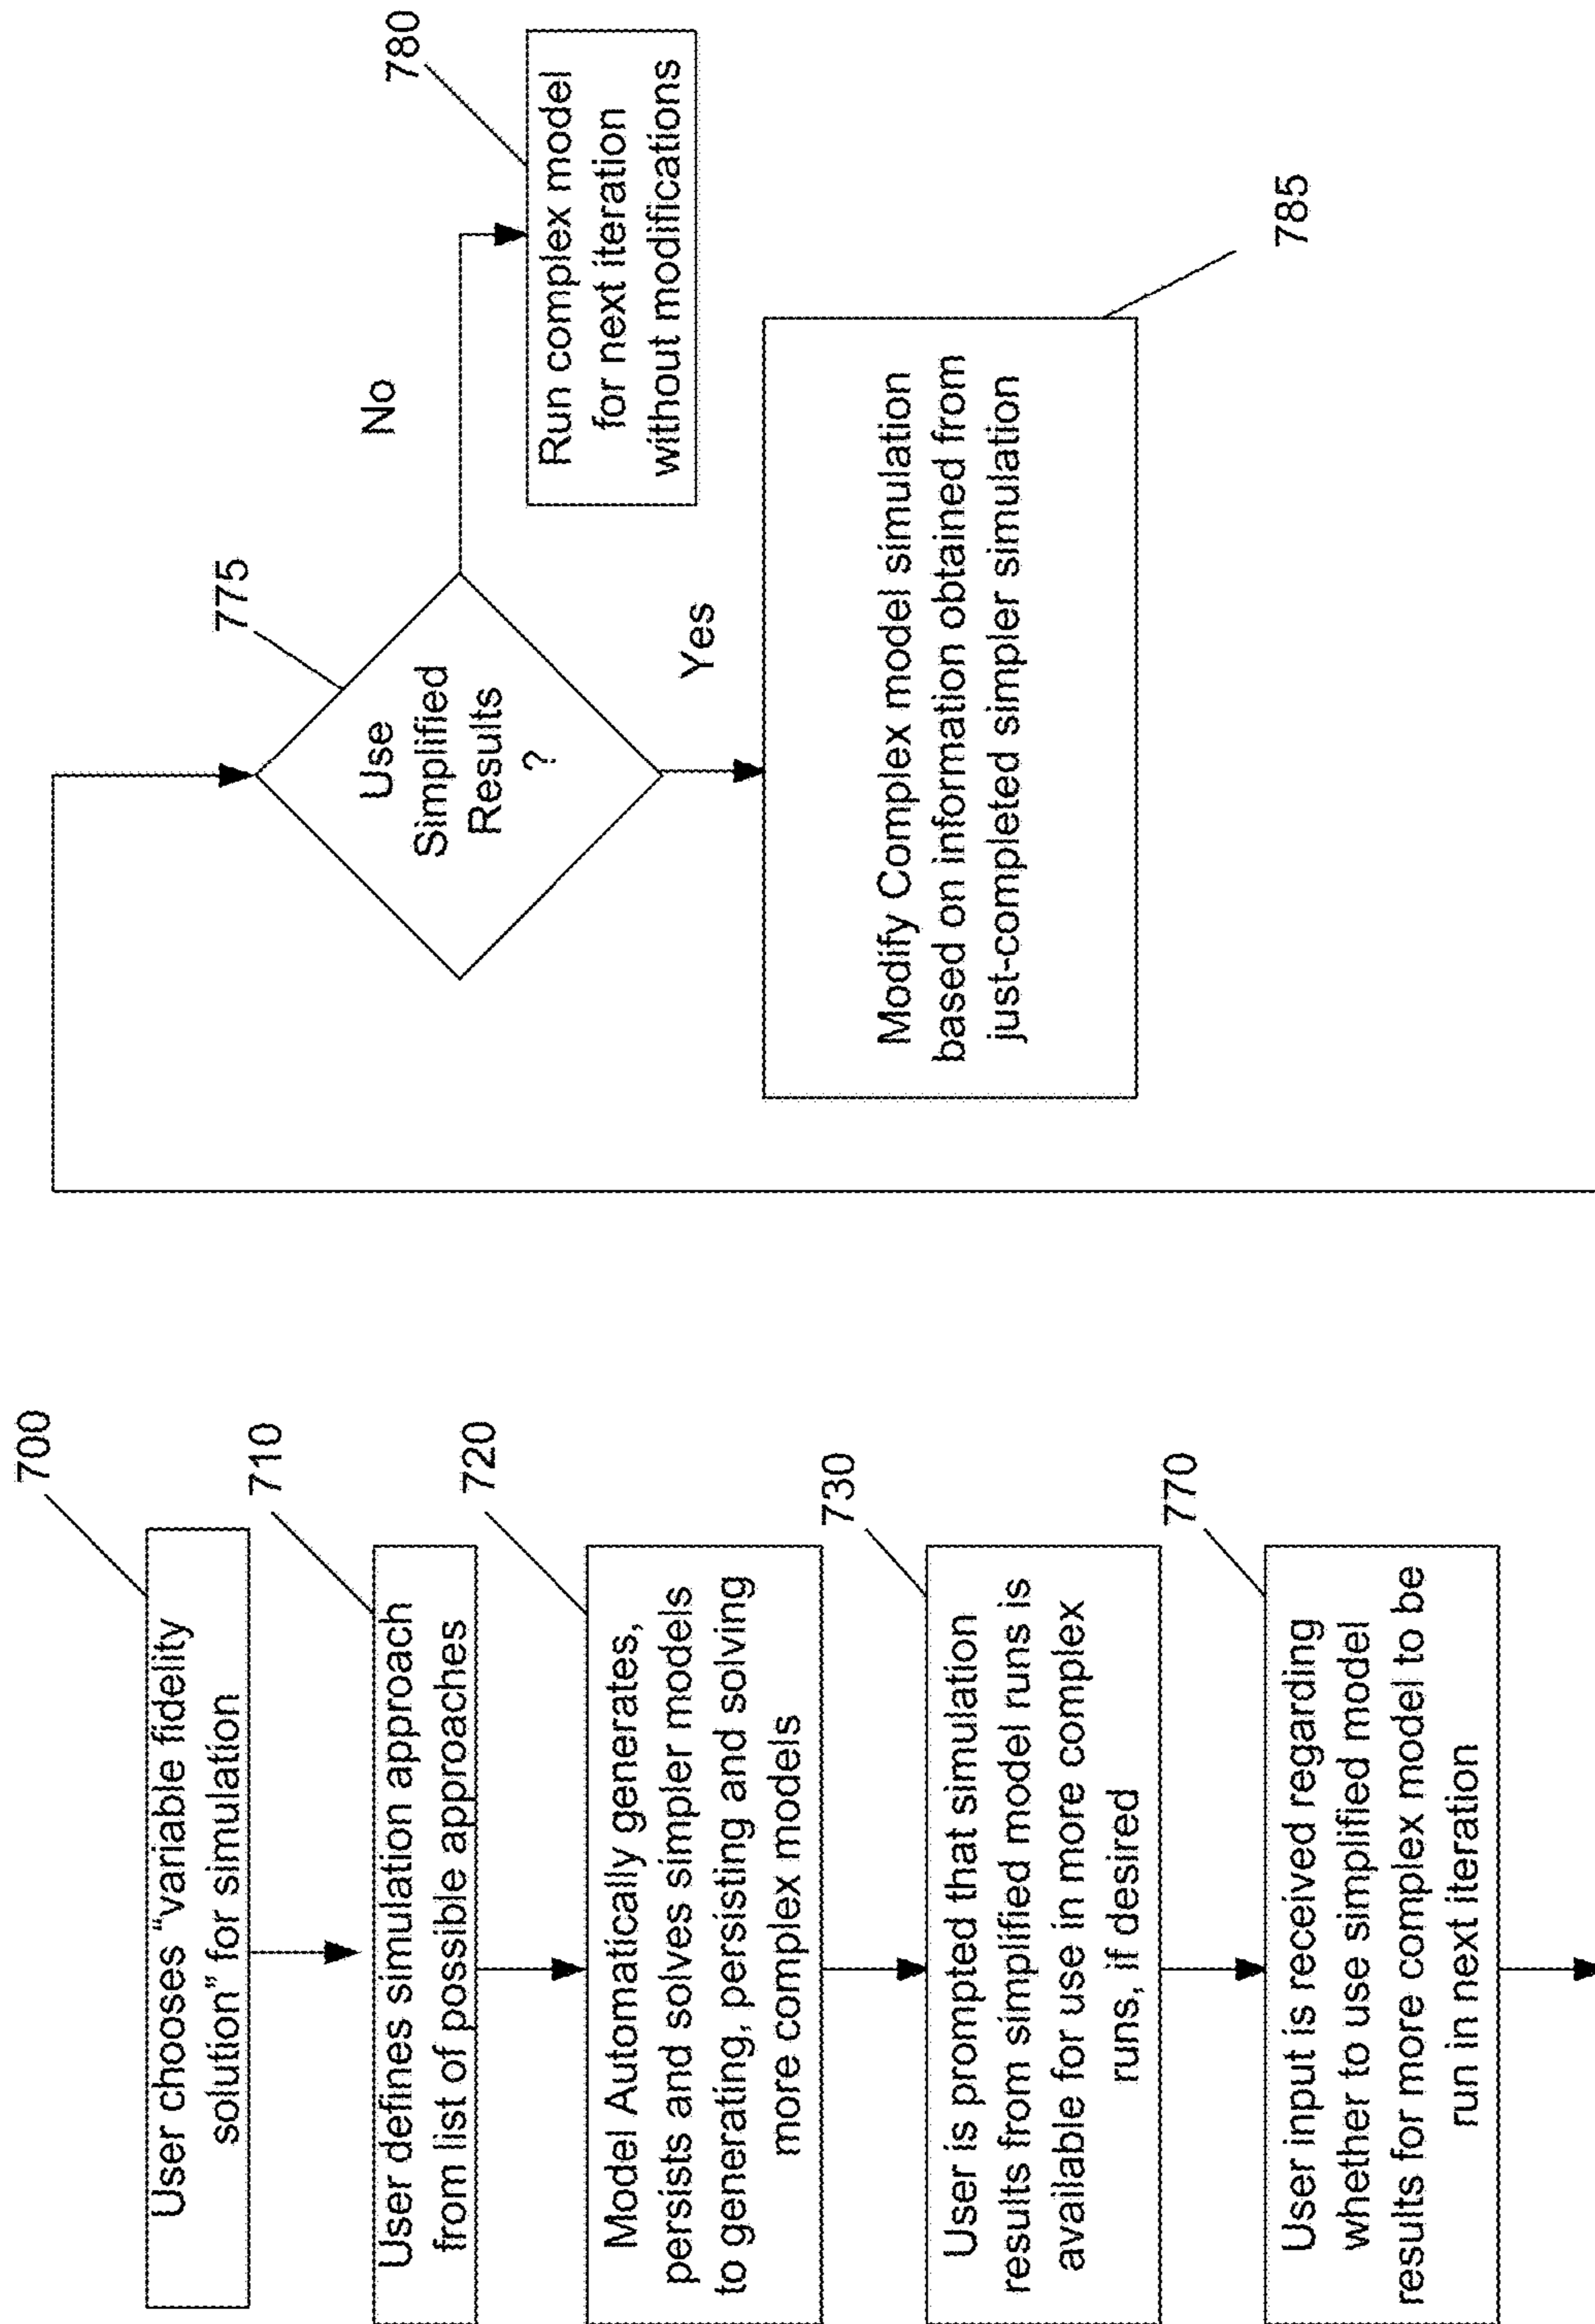 700
User chooses "variable fidelity
solution" for simulation
710
User defines simulation approach
from list of possible approaches
720
Model Automatically generates,
persists and solves simpler models
to generating, persisting and solving
more complex models
730
User is prompted that simulation
results from simplified model runs is
available for use in more complex
runs, if desired
770
User input is received regarding
whether to use simplified model
results for more complex model to be
run in next iteration
775
Use
Simplified
Results
?
No
780
Run complex model
for next iteration
without modifications
Yes
Modify Complex model simulation
based on information obtained from
just-completed simpler simulation
785